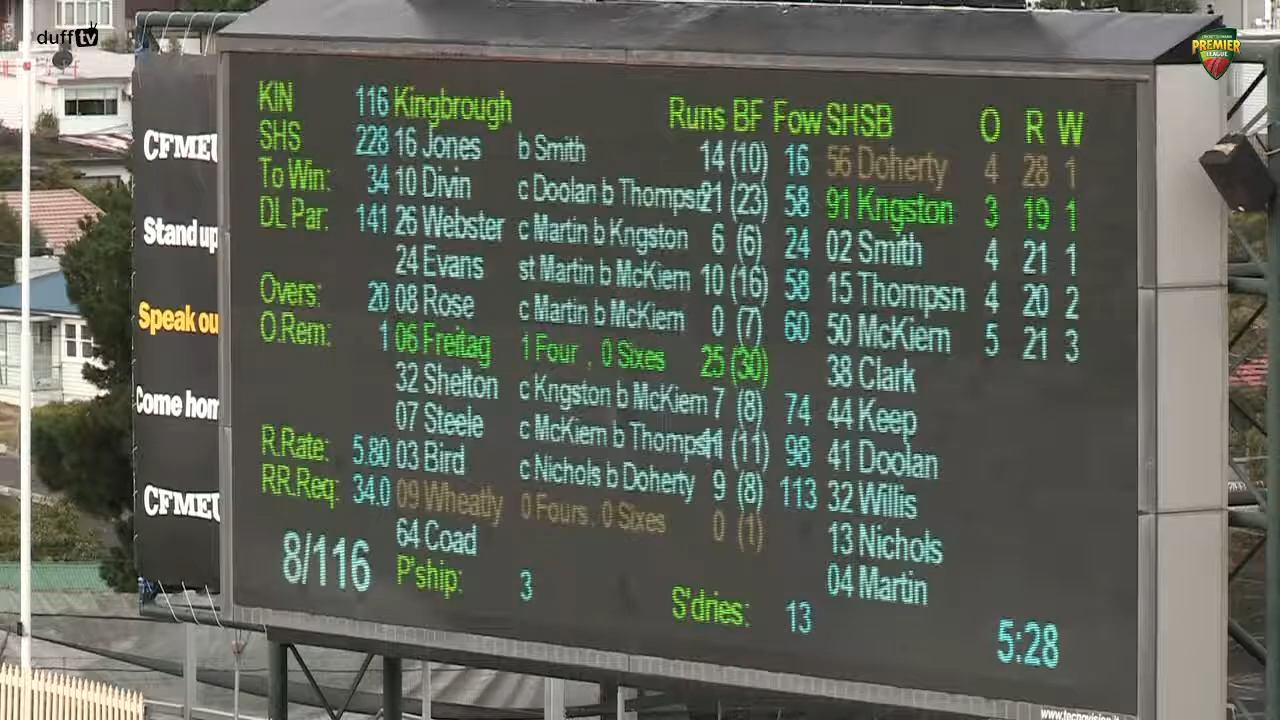 duff tv
CRICKET TASMANIA
PREMIER
LEAGUE
CFMEU
Stand up
Speak ou
Come hom
CFMEU
KIN 116 Kingbrough Runs BF Fow SHSB O R W
SHS 228 16 Jones b Smith 14 (10) 16 56 Doherty 4 28 1
To Win: 34 10 Divin c Doolan b Thomps 21 (23) 58 91 Kngston 3 19 1
DL Par: 141 26 Webster c Martin b Kngston 6 (6) 24 02 Smith 4 21 1
24 Evans st Martin b McKiern 10 (16) 58 15 Thompsn 4 20 2
Overs: 20 08 Rose c Martin b McKiern 0 (7) 60 50 McKiern 5 21 3
O.Rem: 1 06 Freitag 1 Four , 0 Sixes 25 (30) 38 Clark
32 Shelton c Kngston b McKiern 7 (8) 74 44 Keep
07 Steele c McKiern b Thomps 11 (11) 98 41 Doolan
R.Rate: 5.80 03 Bird c Nichols b Doherty 9 (8) 113 32 Willis
RR.Req: 34.0 09 Wheatly 0 Fours , 0 Sixes 0 (1) 13 Nichols
64 Coad 04 Martin
8/116 P'ship: 3 S'dries: 13 5:28